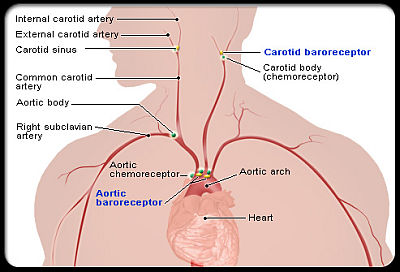 Internal carotid artery
External carotid artery
Carotid sinus
Carotid baroreceptor
Carotid body
(chemoreceptor)
Common carotid
artery
Aortic body
Right subclavian
artery
Aortic
chemoreceptor
Aortic arch
Aortic
baroreceptor
Heart